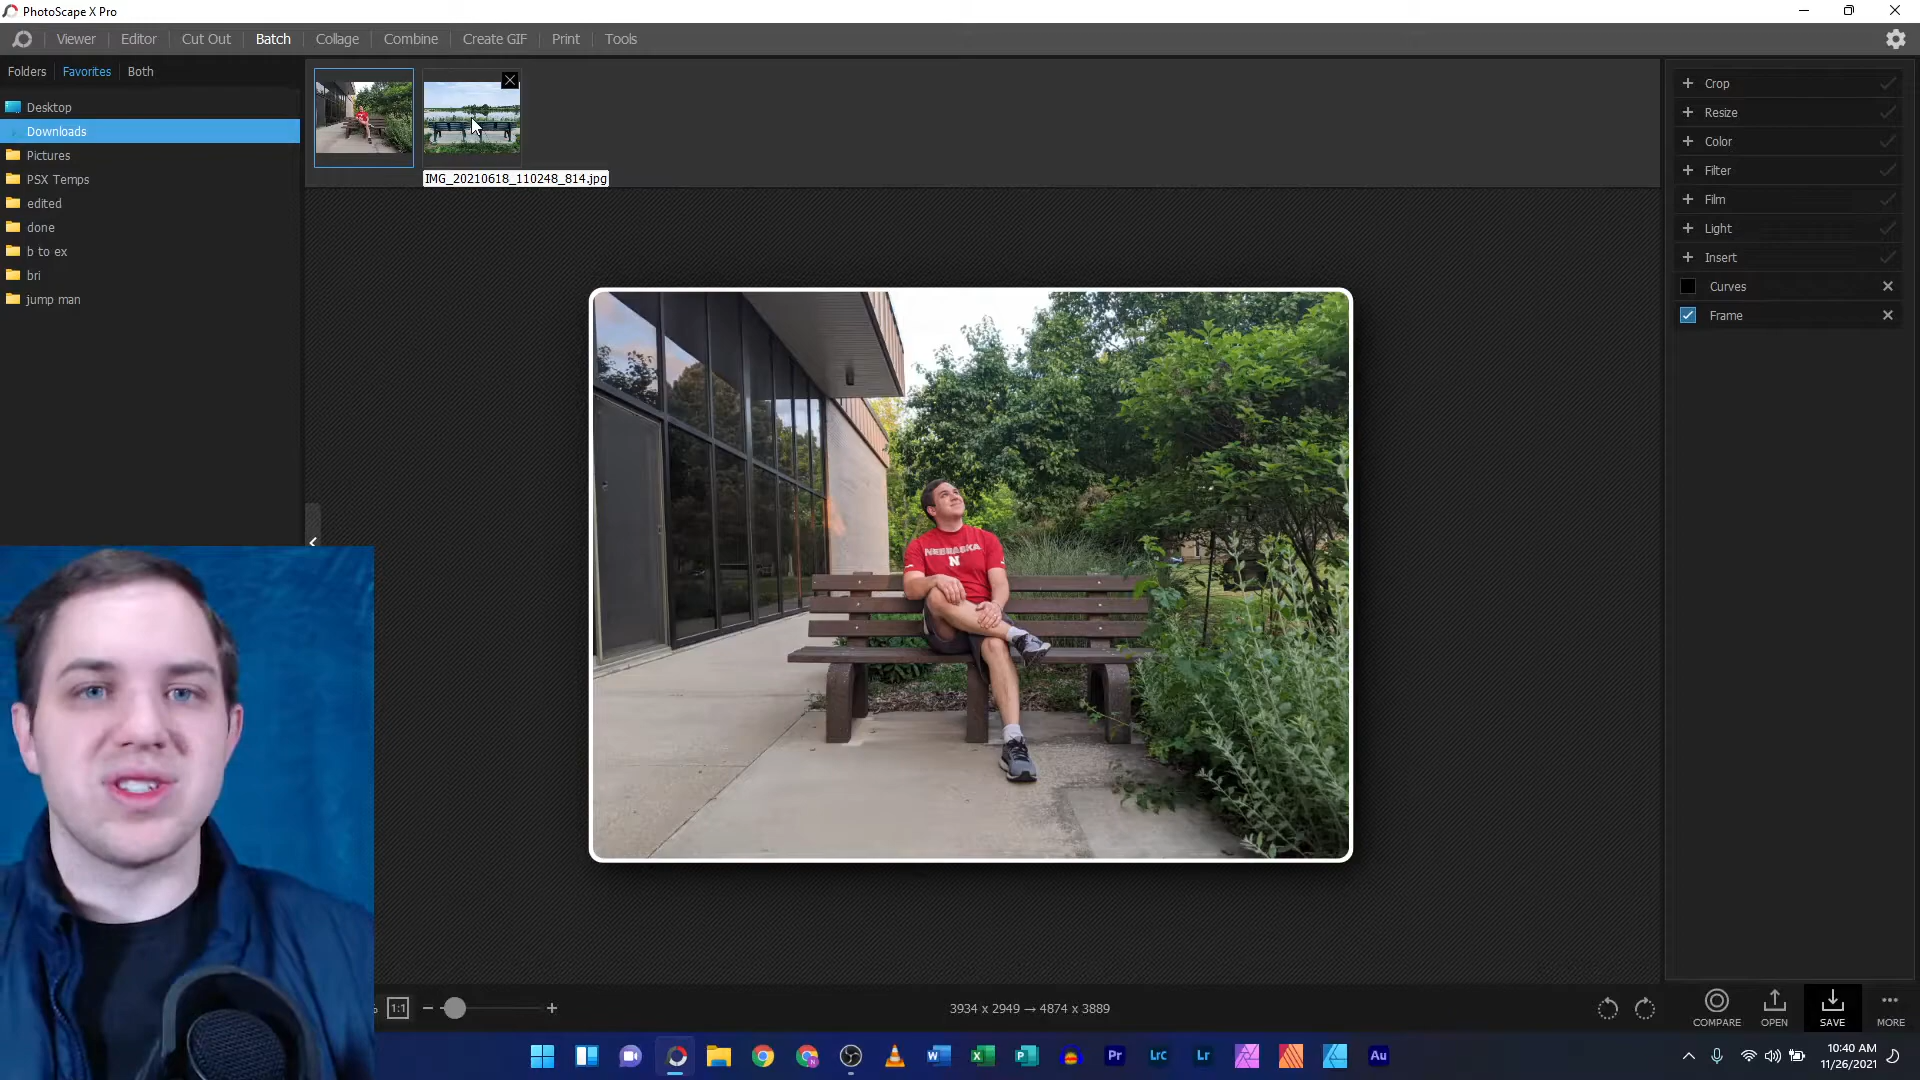 PhotoScape X Pro
Viewer Editor Cut Out Batch Collage Combine Create GIF Print Tools
Folders Favorites Both
Desktop
Downloads
Pictures
PSX Temps
edited
done
b to ex
bri
jump man
IMG_20210618_110248_814.jpg
NEBRASKA
N
Crop
Resize
Color
Filter
Film
Light
Insert
Curves
Frame
1:1
3934 x 2949 → 4874 x 3889
COMPARE OPEN SAVE MORE
W X P Pr Lrc Lr Au
10:40 AM
11/26/2021